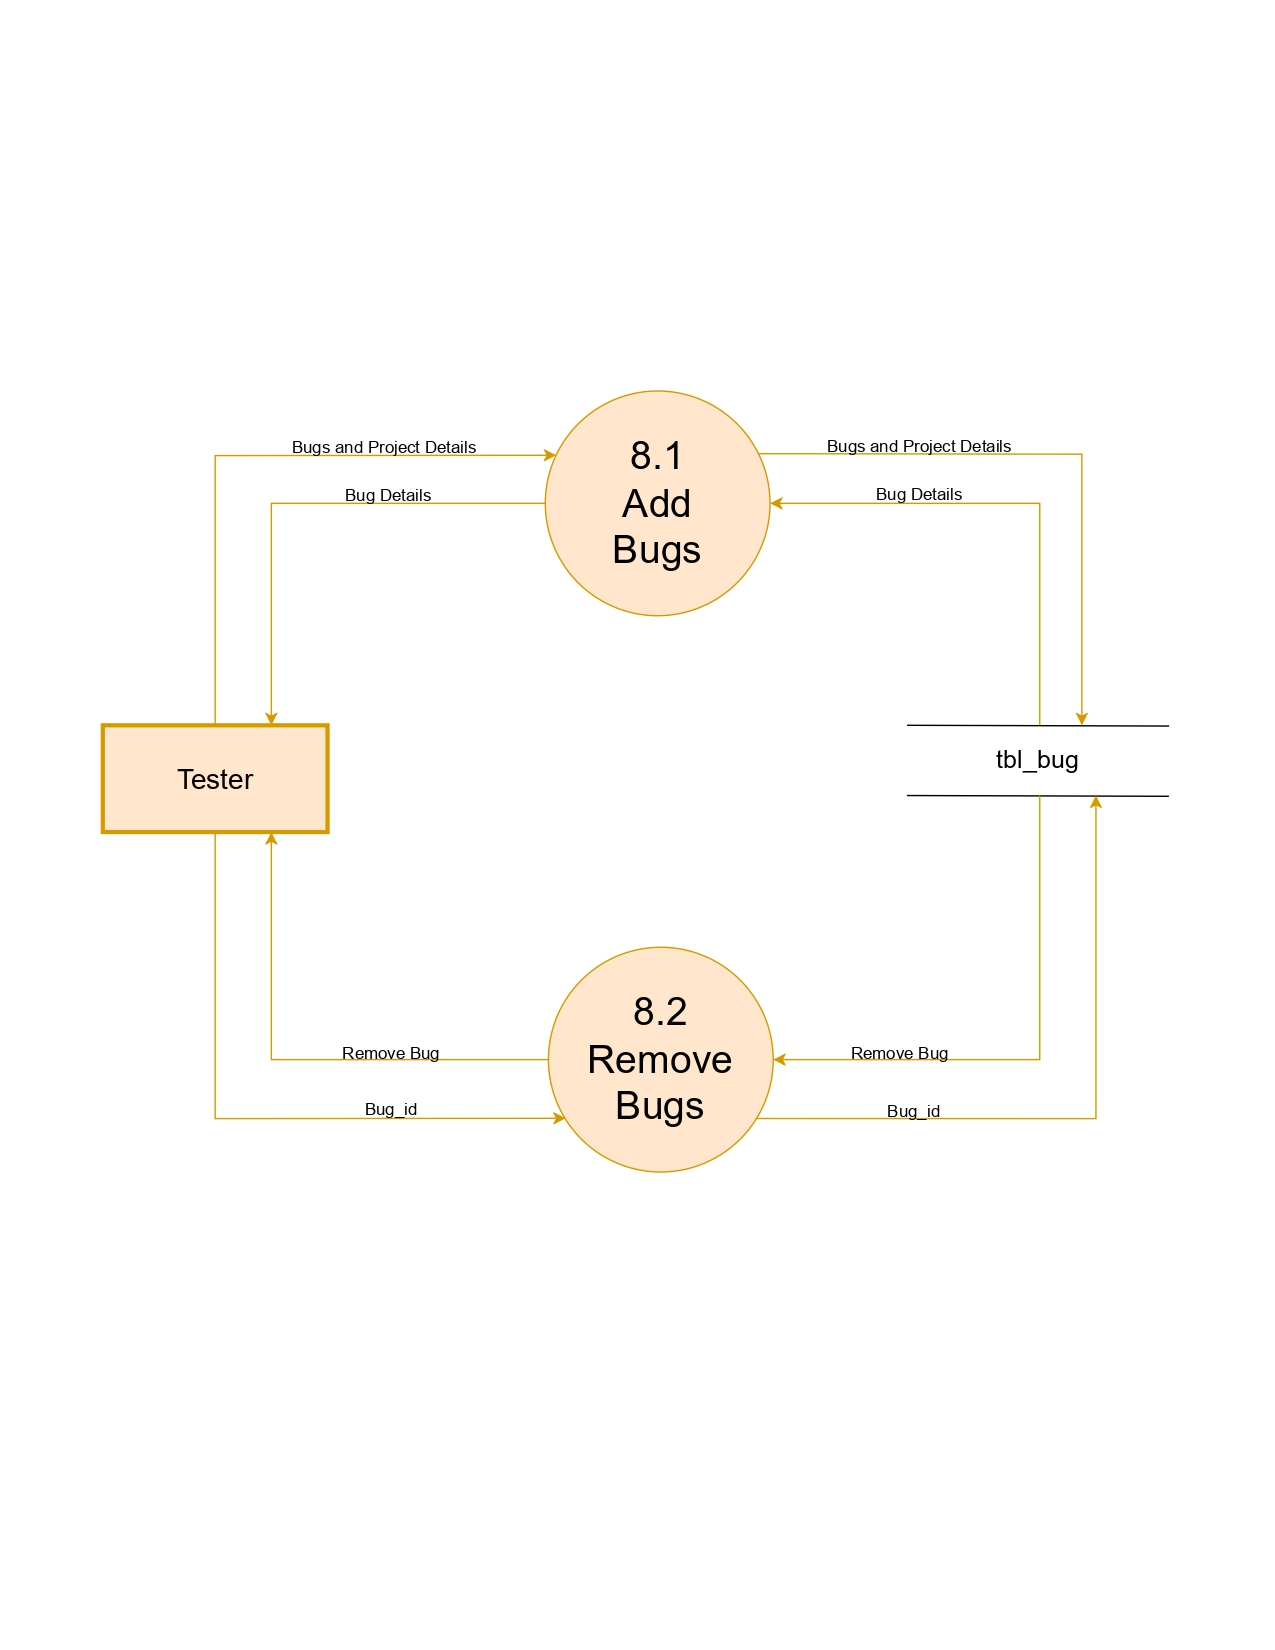 Bugs and Project Details
Bugs and Project Details
Bug Details
Bug Details
8.1
Add
Bugs
Tester
tbl_bug
8.2
Remove
Bugs
Remove Bug
Remove Bug
Bug_id
Bug_id